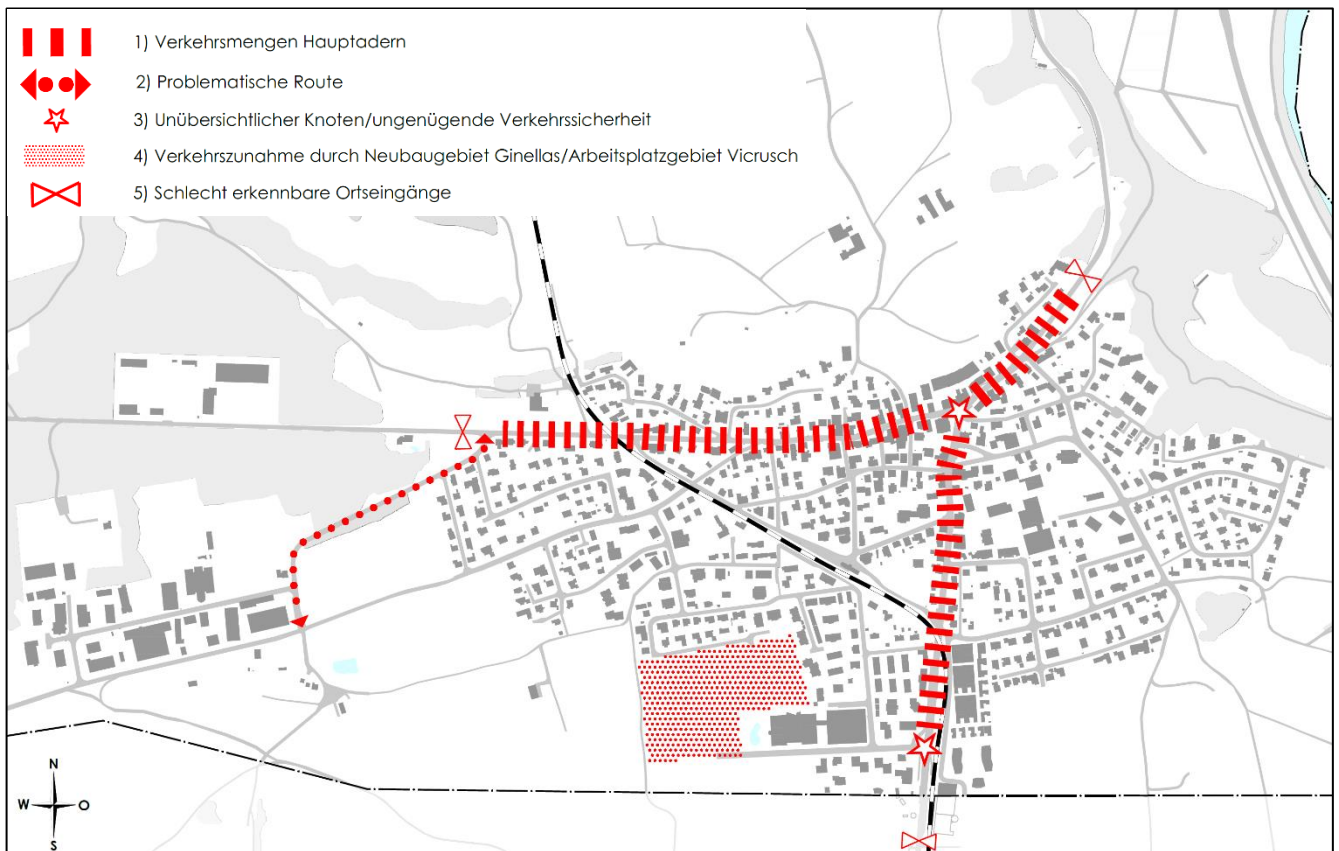 1) Verkehrsmengen Hauptadern
2) Problematische Route
3) Unübersichtlicher Knoten/ungenügende Verkehrssicherheit
4) Verkehrszunahme durch Neubaugebiet Ginellas/Arbeitsplatzgebiet Vicrusch
5) Schlecht erkennbare Ortseingänge
N
W O
S